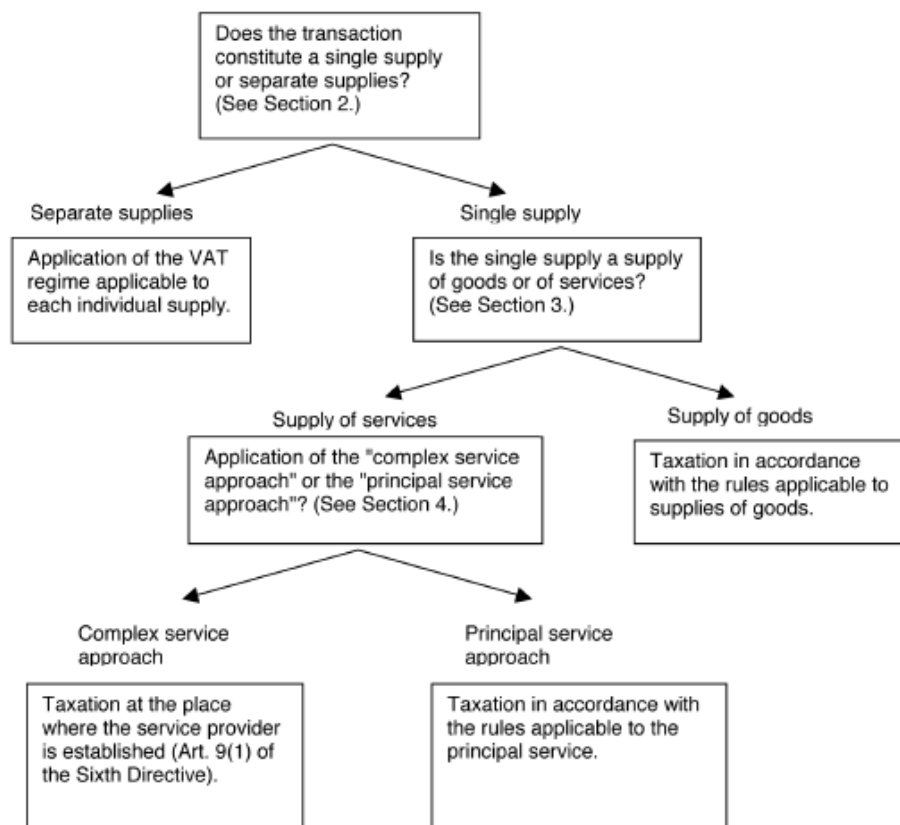 Does the transaction
constitute a single supply
or separate supplies?
(See Section 2.)
Separate supplies
Single supply
Application of the VAT
regime applicable to
each individual supply.
Is the single supply a supply
of goods or of services?
(See Section 3.)
Supply of services
Supply of goods
Application of the "complex service
approach" or the "principal service
approach"? (See Section 4.)
Taxation in accordance
with the rules applicable to
supplies of goods.
Complex service
approach
Principal service
approach
Taxation at the place
where the service provider
is established (Art. 9(1) of
the Sixth Directive).
Taxation in accordance with
the rules applicable to the
principal service.